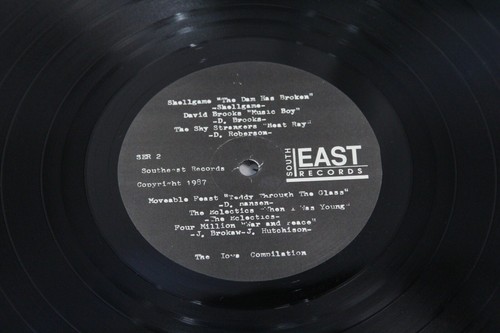 Shellgame "The Dam Has Broken"
-Shellgame-
David Brooks "Music Boy"
-D. Brooks-
The Sky Strangers "Heat Ray"
-D. Roberson-
SER 2
Southeast Records
Copyright 1987
SOUTH
EAST
RECORDS
Moveable Feast "Teddy Through The Glass"
-D. Hansen-
The Eclectics "When I Was Young"
-The Eclectics-
Four Million "War and Peace"
-J. Brokaw-J. Hutchison-
The Compilation